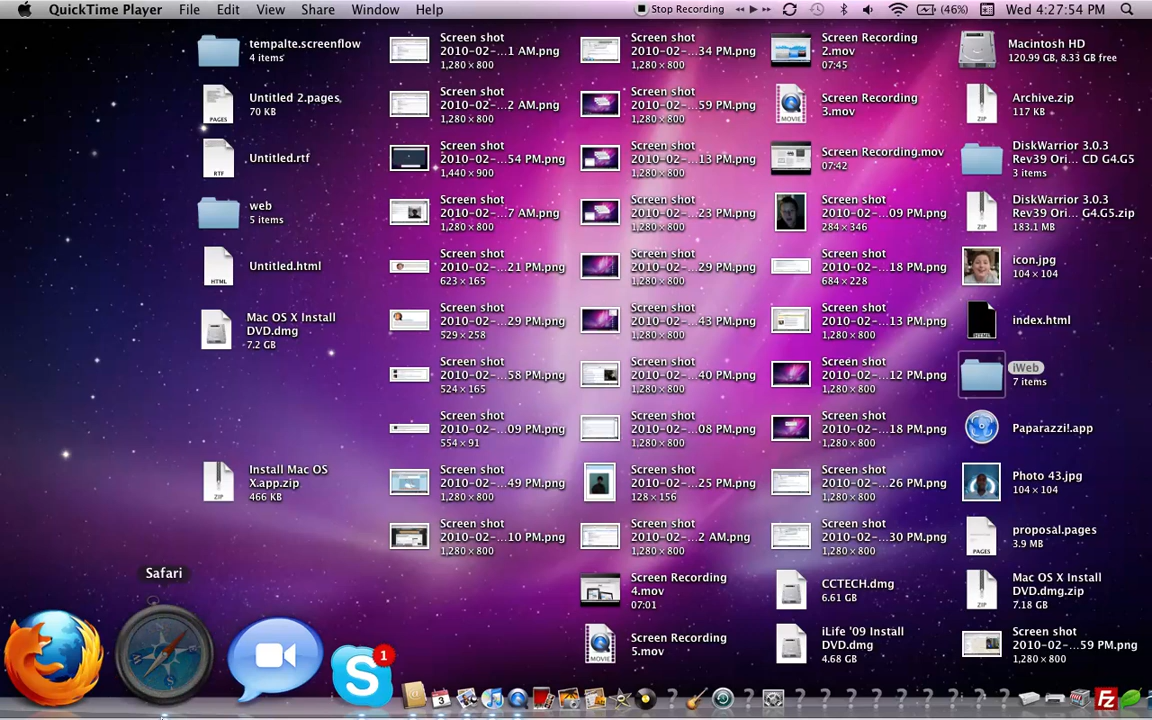 QuickTime Player File Edit View Share Window Help Stop Recording (46%) Wed 4:27:54 PM
tempalte.screenflow
4 items
Untitled 2.pages
70 KB
PAGES
Untitled.rtf
RTF
web
5 items
Untitled.html
HTML
Mac OS X Install
DVD.dmg
7.2 GB
Install Mac OS
X.app.zip
466 KB
ZIP
Screen shot
2010-02-...1 AM.png
1,280 × 800
Screen shot
2010-02-...2 AM.png
1,280 × 800
Screen shot
2010-02-...54 PM.png
1,440 × 900
Screen shot
2010-02-...7 AM.png
1,280 × 800
Screen shot
2010-02-...21 PM.png
623 × 165
Screen shot
2010-02-...29 PM.png
529 × 258
Screen shot
2010-02-...58 PM.png
524 × 165
Screen shot
2010-02-...09 PM.png
554 × 91
Screen shot
2010-02-...49 PM.png
1,280 × 800
Screen shot
2010-02-...10 PM.png
1,280 × 800
Screen shot
2010-02-...34 PM.png
1,280 × 800
Screen shot
2010-02-...59 PM.png
1,280 × 800
Screen shot
2010-02-...13 PM.png
1,280 × 800
Screen shot
2010-02-...23 PM.png
1,280 × 800
Screen shot
2010-02-...29 PM.png
1,280 × 800
Screen shot
2010-02-...43 PM.png
1,280 × 800
Screen shot
2010-02-...40 PM.png
1,280 × 800
Screen shot
2010-02-...08 PM.png
1,280 × 800
Screen shot
2010-02-...25 PM.png
128 × 156
Screen shot
2010-02-...2 AM.png
1,280 × 800
Screen Recording
4.mov
07:01
Screen Recording
5.mov
MOVIE
Screen Recording
2.mov
07:45
Screen Recording
3.mov
MOVIE
Screen Recording.mov
07:42
Screen shot
2010-02-...09 PM.png
284 × 346
Screen shot
2010-02-...18 PM.png
684 × 228
Screen shot
2010-02-...13 PM.png
1,280 × 800
Screen shot
2010-02-...12 PM.png
1,280 × 800
Screen shot
2010-02-...18 PM.png
1,280 × 800
Screen shot
2010-02-...26 PM.png
1,280 × 800
Screen shot
2010-02-...30 PM.png
1,280 × 800
CCTECH.dmg
6.61 GB
iLife '09 Install
DVD.dmg
4.68 GB
Macintosh HD
120.99 GB, 8.33 GB free
Archive.zip
117 KB
ZIP
DiskWarrior 3.0.3
Rev39 Ori... CD G4.G5
3 items
DiskWarrior 3.0.3
Rev39 Ori... G4.G5.zip
183.1 MB
ZIP
icon.jpg
104 × 104
index.html
iWeb
7 items
Paparazzi!.app
Photo 43.jpg
104 × 104
proposal.pages
3.9 MB
PAGES
Mac OS X Install
DVD.dmg.zip
7.18 GB
ZIP
Screen shot
2010-02-...59 PM.png
1,280 × 800
Safari
S 1
3
? ? ? ? ? ? ? ? ? ? ?
FZ